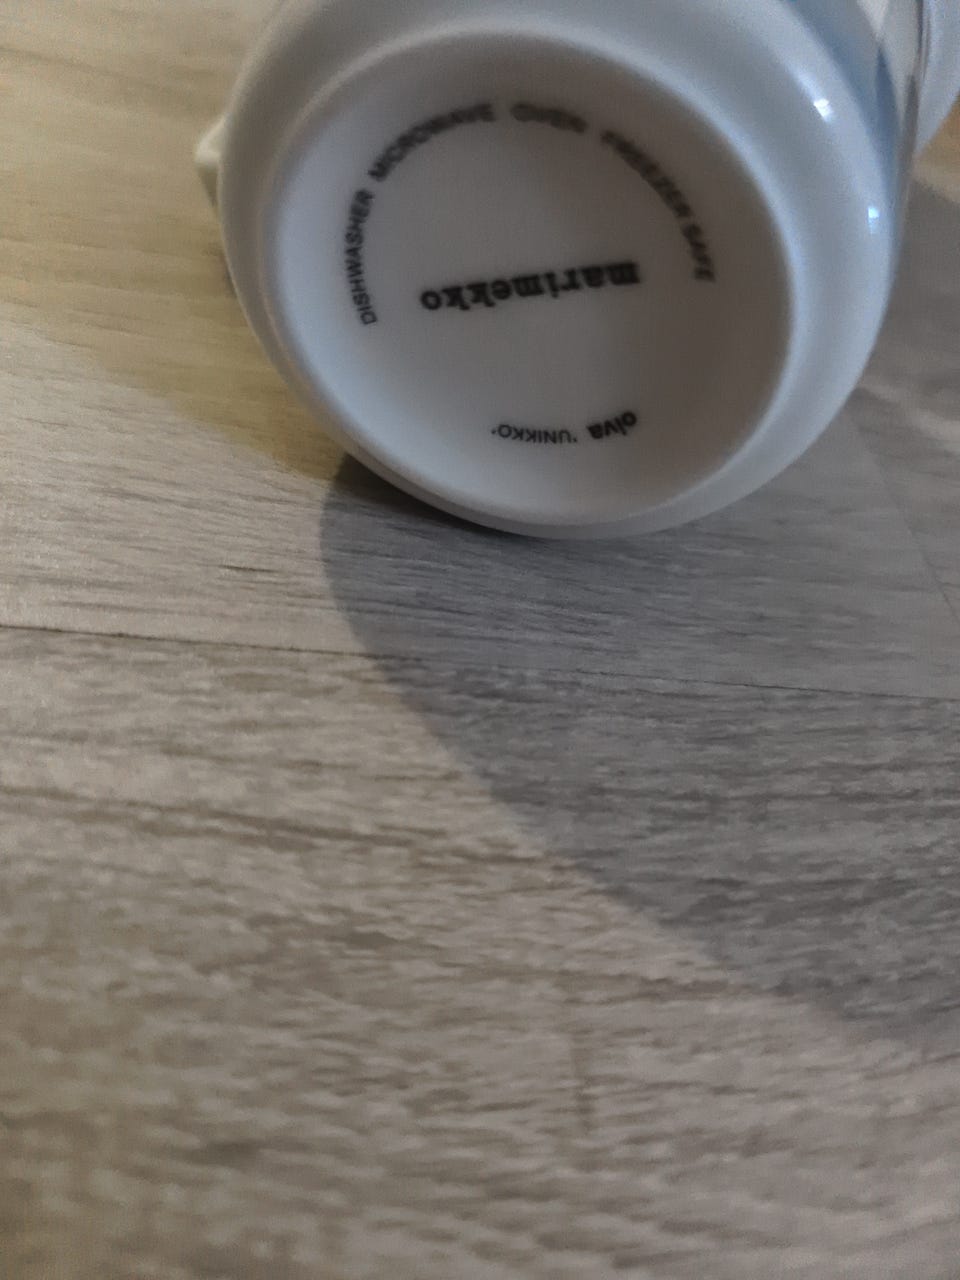 DISHWASHER MICROWAVE OVEN FREEZER SAFE
marimekko
oiva 'UNIKKO'